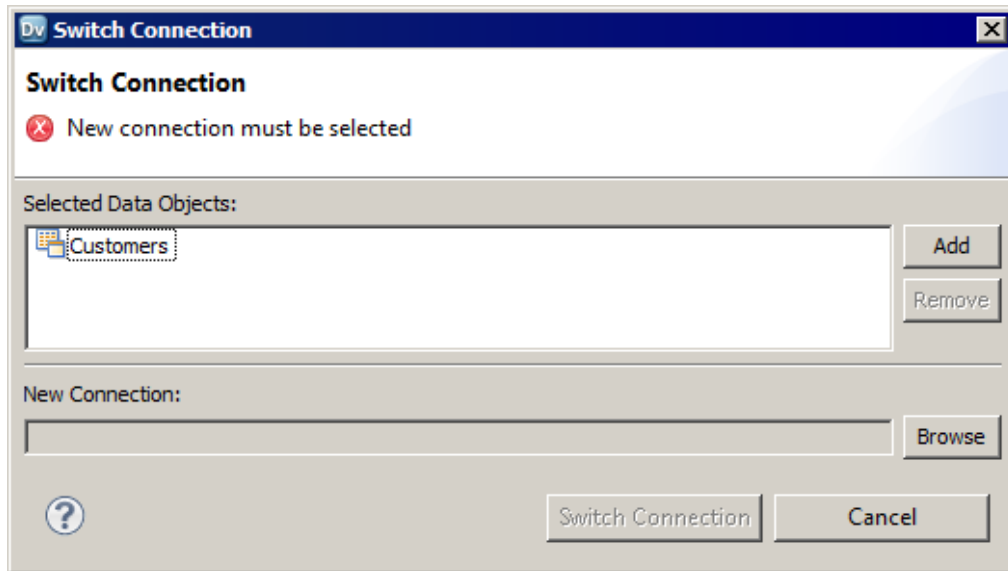 Dv Switch Connection
Switch Connection
New connection must be selected
Selected Data Objects:
Customers
Add
Remove
New Connection:
Browse
?
Switch Connection
Cancel